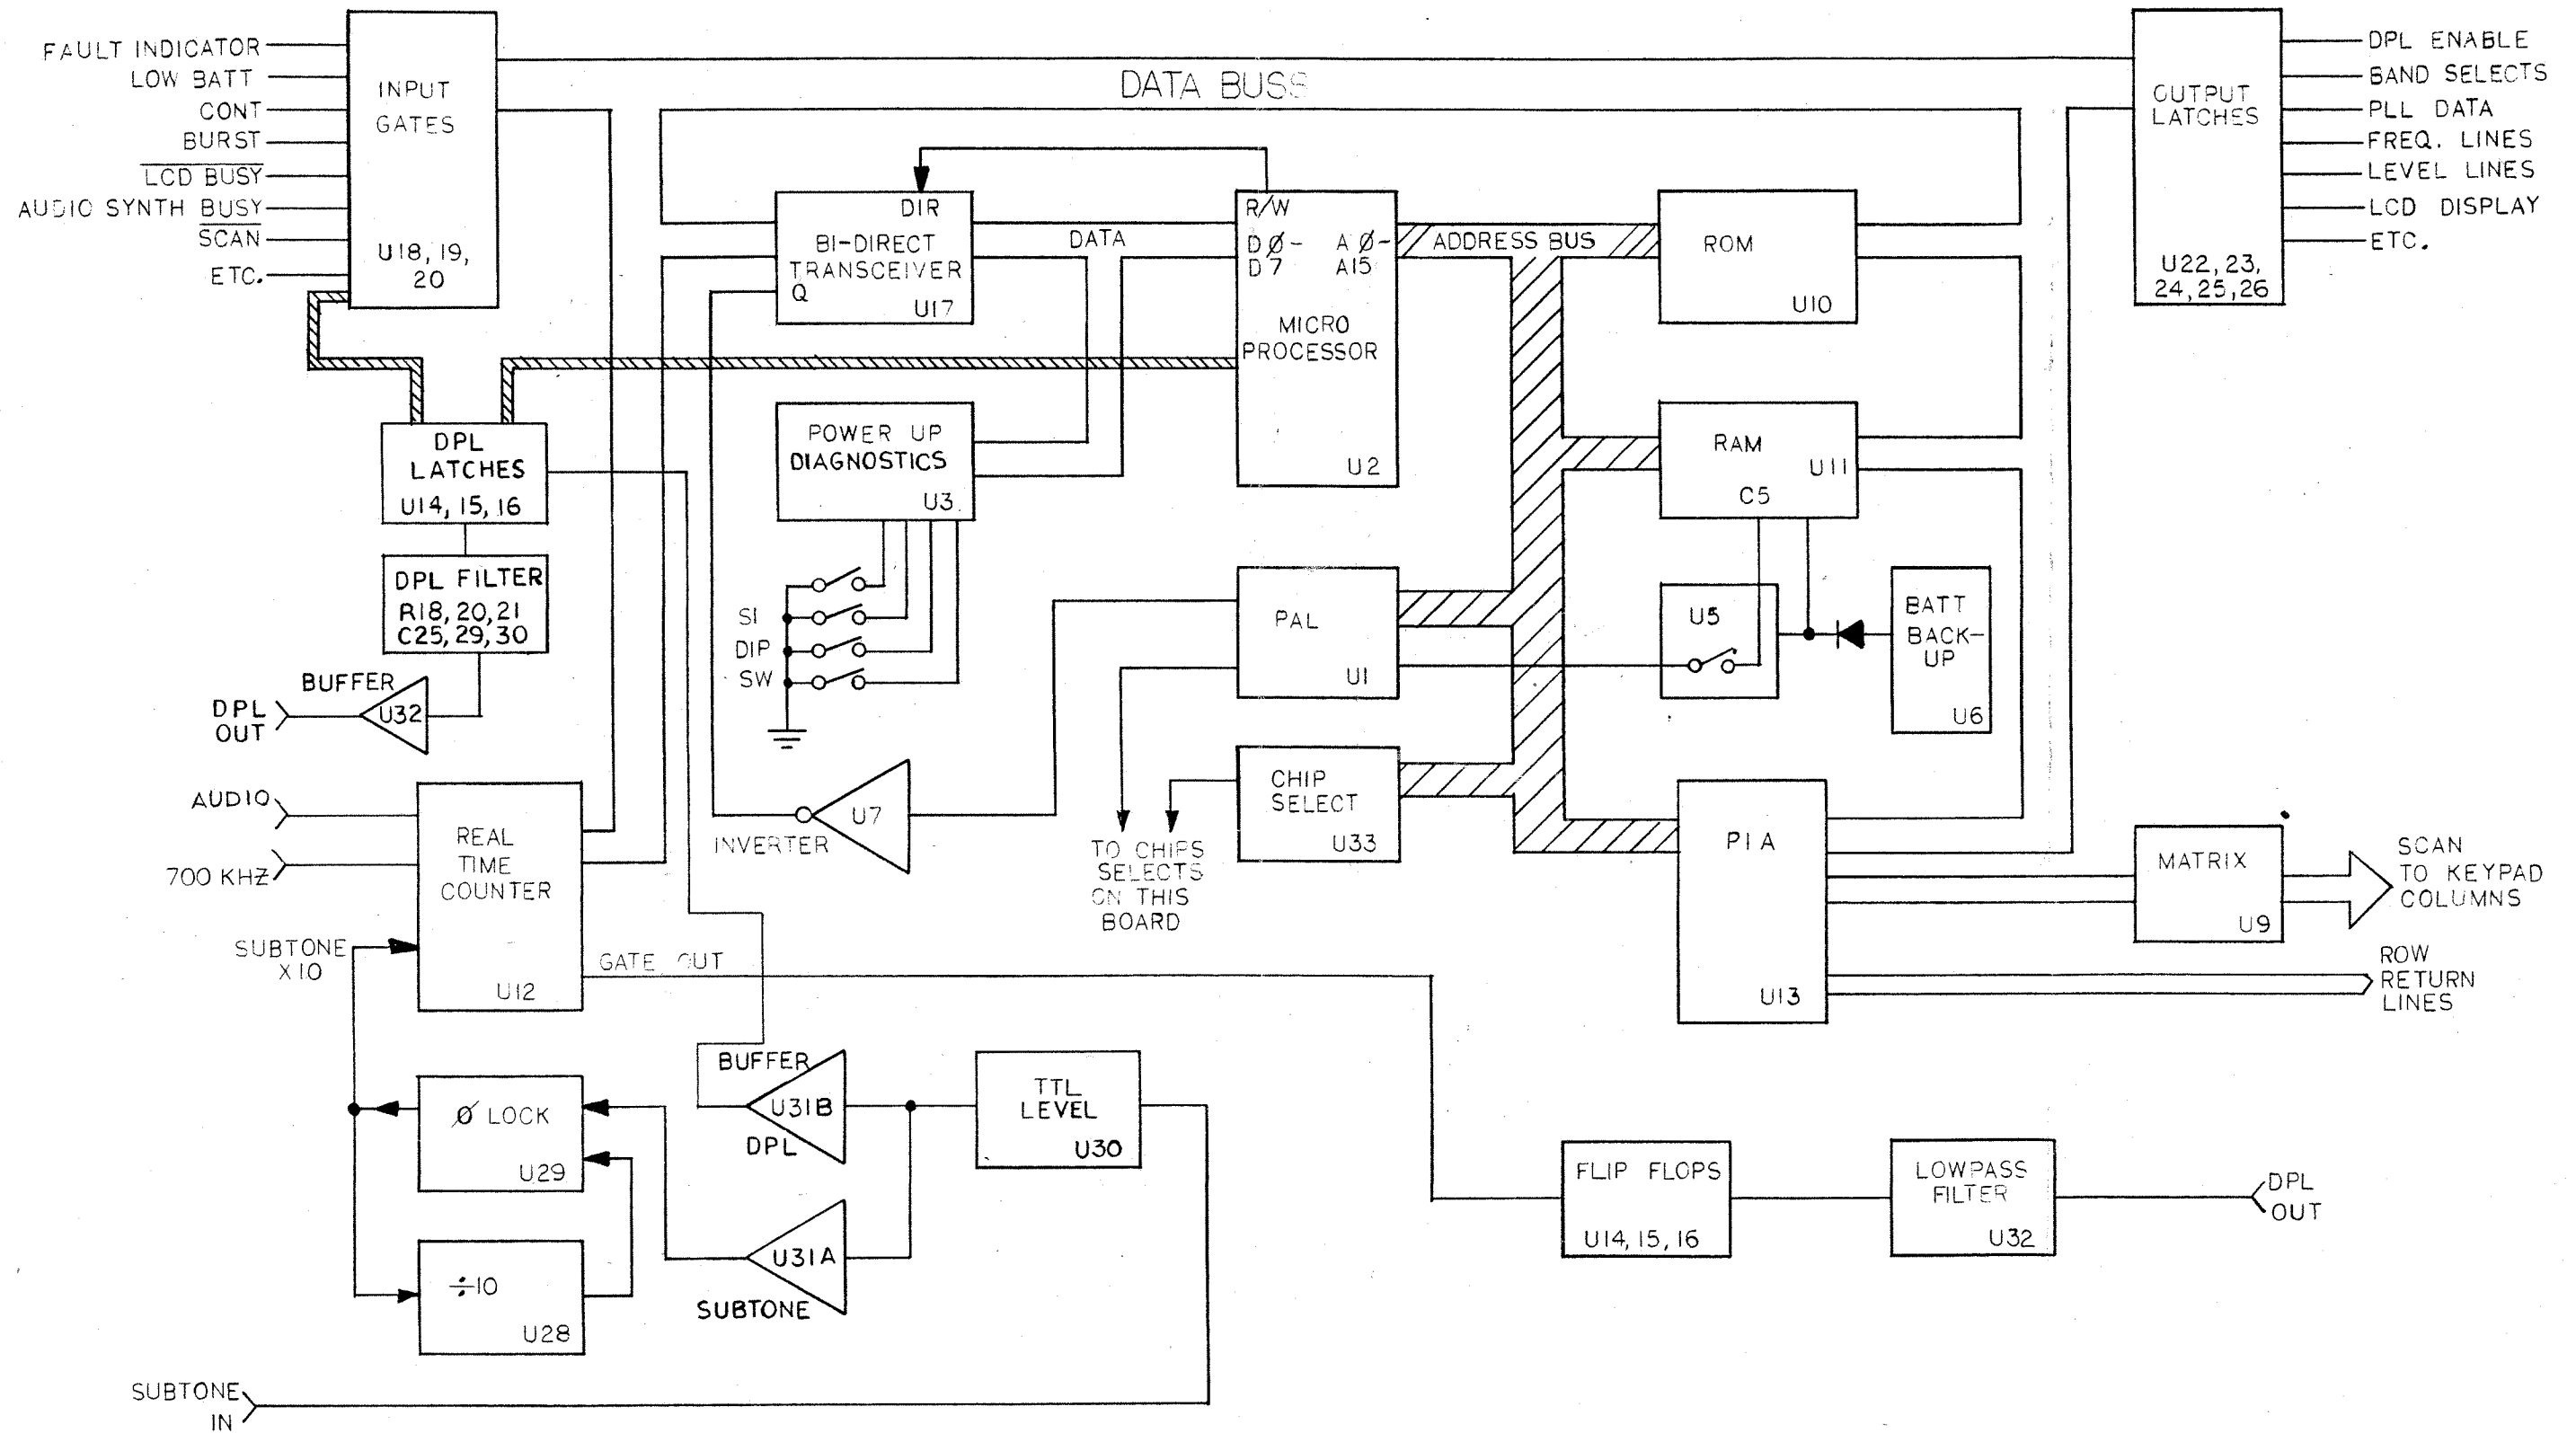 FAULT INDICATOR
LOW BATT
CONT
BURST
LCD BUSY
AUDIO SYNTH BUSY
SCAN
ETC.
INPUT
GATES
U18, 19,
20
DATA BUSS
OUTPUT
LATCHES
U22, 23,
24, 25, 26
DPL ENABLE
BAND SELECTS
PLL DATA
FREQ. LINES
LEVEL LINES
LCD DISPLAY
ETC.
DIR
BI-DIRECT
TRANSCEIVER
Q
U17
DATA
R/W
DØ-
D7
AØ-
A15
MICRO
PROCESSOR
U2
ADDRESS BUS
ROM
U10
DPL
LATCHES
U14, 15, 16
POWER UP
DIAGNOSTICS
U3
RAM
U11
C5
DPL FILTER
R18, 20, 21
C25, 29, 30
S1
DIP
SW
PAL
U1
U5
BATT
BACK-
UP
U6
BUFFER
U32
DPL
OUT
AUDIO
700 KHZ
REAL
TIME
COUNTER
U12
SUBTONE
X10
INVERTER
U7
TO CHIPS
SELECTS
ON THIS
BOARD
CHIP
SELECT
U33
PIA
U13
MATRIX
U9
SCAN
TO KEYPAD
COLUMNS
ROW
RETURN
LINES
GATE OUT
Ø LOCK
U29
BUFFER
U31B
DPL
TTL
LEVEL
U30
÷10
U28
U31A
SUBTONE
FLIP FLOPS
U14, 15, 16
LOWPASS
FILTER
U32
DPL
OUT
SUBTONE
IN